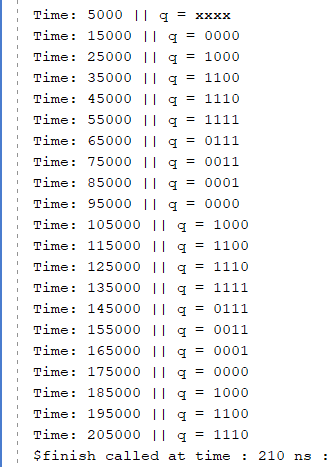 Time: 5000 || q = xxxx
Time: 15000 || q = 0000
Time: 25000 || q = 1000
Time: 35000 || q = 1100
Time: 45000 || q = 1110
Time: 55000 || q = 1111
Time: 65000 || q = 0111
Time: 75000 || q = 0011
Time: 85000 || q = 0001
Time: 95000 || q = 0000
Time: 105000 || q = 1000
Time: 115000 || q = 1100
Time: 125000 || q = 1110
Time: 135000 || q = 1111
Time: 145000 || q = 0111
Time: 155000 || q = 0011
Time: 165000 || q = 0001
Time: 175000 || q = 0000
Time: 185000 || q = 1000
Time: 195000 || q = 1100
Time: 205000 || q = 1110
$finish called at time : 210 ns :